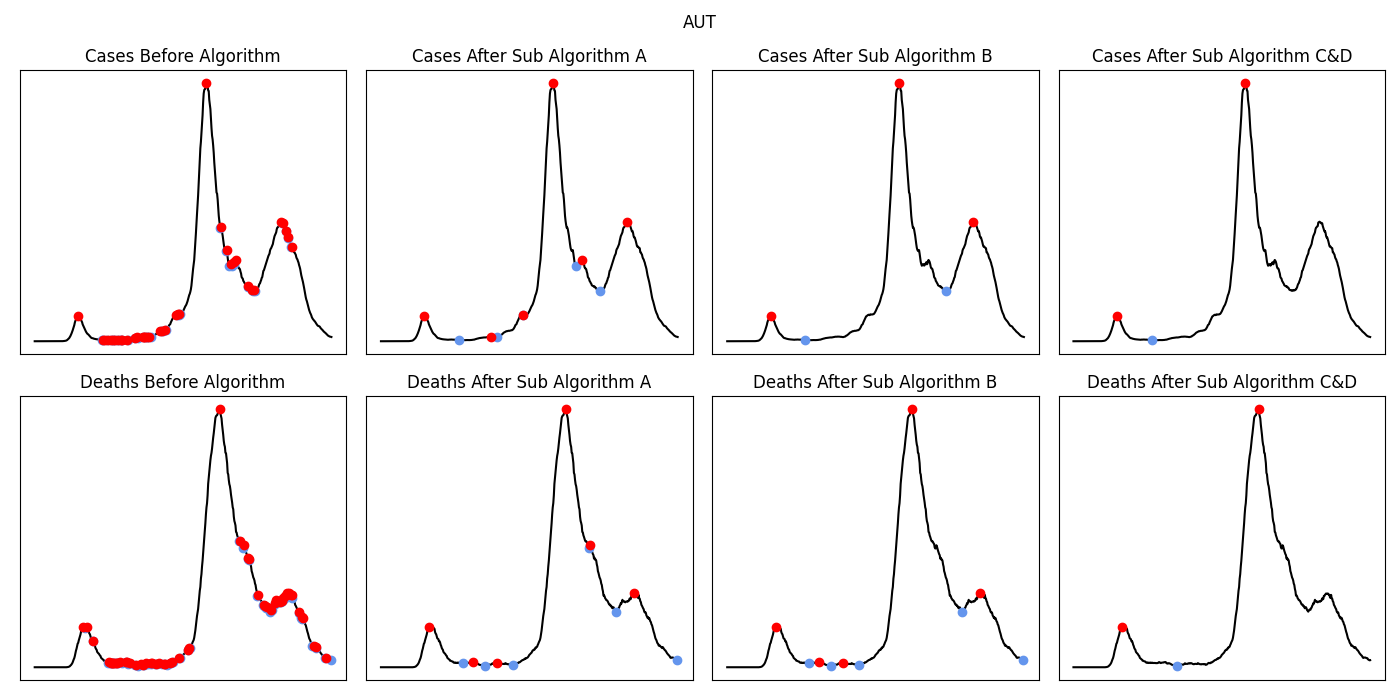 AUT
Cases Before Algorithm
Cases After Sub Algorithm A
Cases After Sub Algorithm B
Cases After Sub Algorithm C&D
Deaths Before Algorithm
Deaths After Sub Algorithm A
Deaths After Sub Algorithm B
Deaths After Sub Algorithm C&D